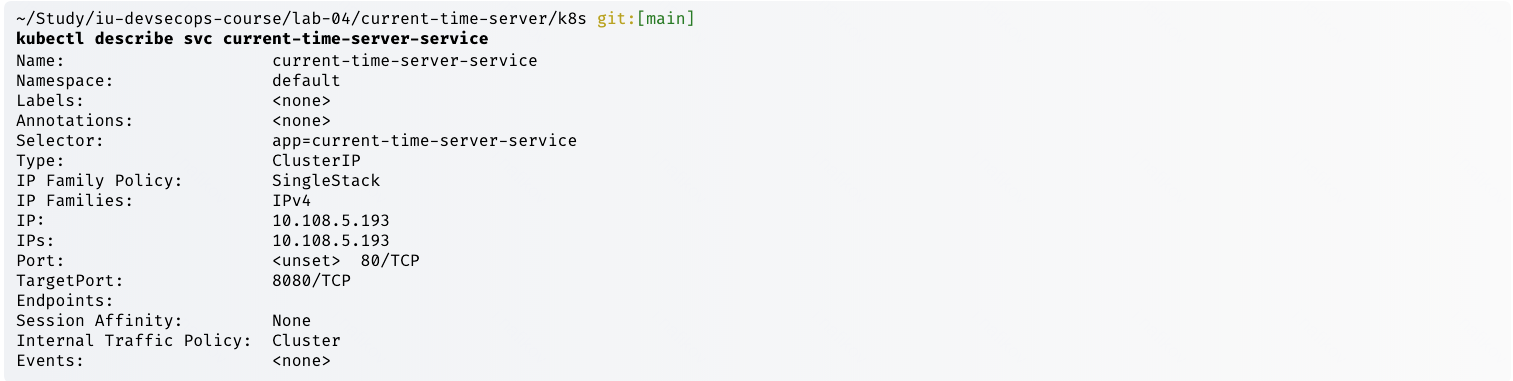 ~/Study/iu-devsecops-course/lab-04/current-time-server/k8s git:[main]
kubectl describe svc current-time-server-service
Name:                     current-time-server-service
Namespace:                default
Labels:                   <none>
Annotations:              <none>
Selector:                 app=current-time-server-service
Type:                     ClusterIP
IP Family Policy:         SingleStack
IP Families:              IPv4
IP:                       10.108.5.193
IPs:                      10.108.5.193
Port:                     <unset>  80/TCP
TargetPort:               8080/TCP
Endpoints:
Session Affinity:         None
Internal Traffic Policy:  Cluster
Events:                   <none>